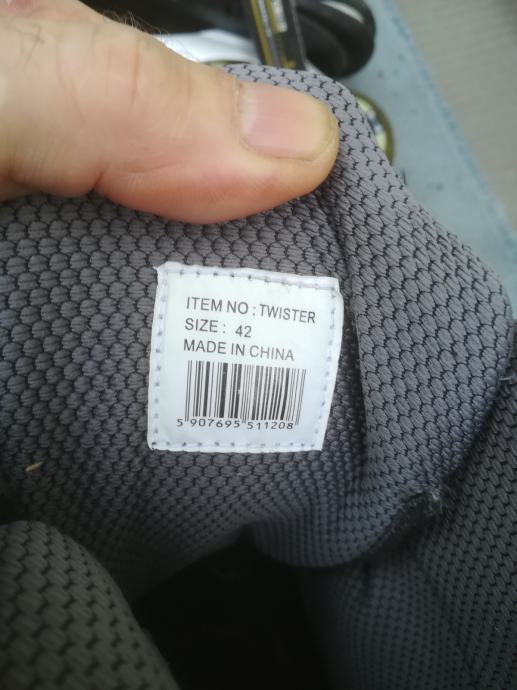 ITEM NO : TWISTER
SIZE : 42
MADE IN CHINA
5 907695 511208